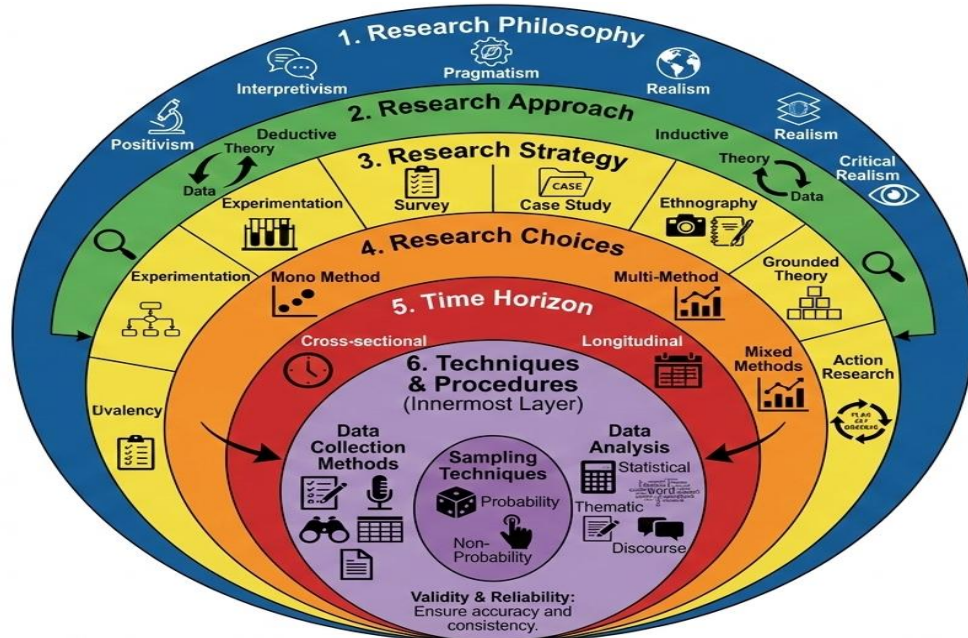 1. Research Philosophy
Positivism
Interpretivism
Pragmatism
Realism
Realism
Critical
Realism
2. Research Approach
Deductive
Theory
Data
Inductive
Theory
Data
3. Research Strategy
Experimentation
Survey
CASE
Case Study
Ethnography
Experimentation
Grounded
Theory
Action
Research
4. Research Choices
Mono Method
Multi-Method
Mixed
Methods
5. Time Horizon
Cross-sectional
Longitudinal
6. Techniques
& Procedures
(Innermost Layer)
Data
Collection
Methods
Sampling
Techniques
Probability
Non-
Probability
Data
Analysis
Statistical
word
Thematic
Discourse
Validity & Reliability:
Ensure accuracy and
consistency.